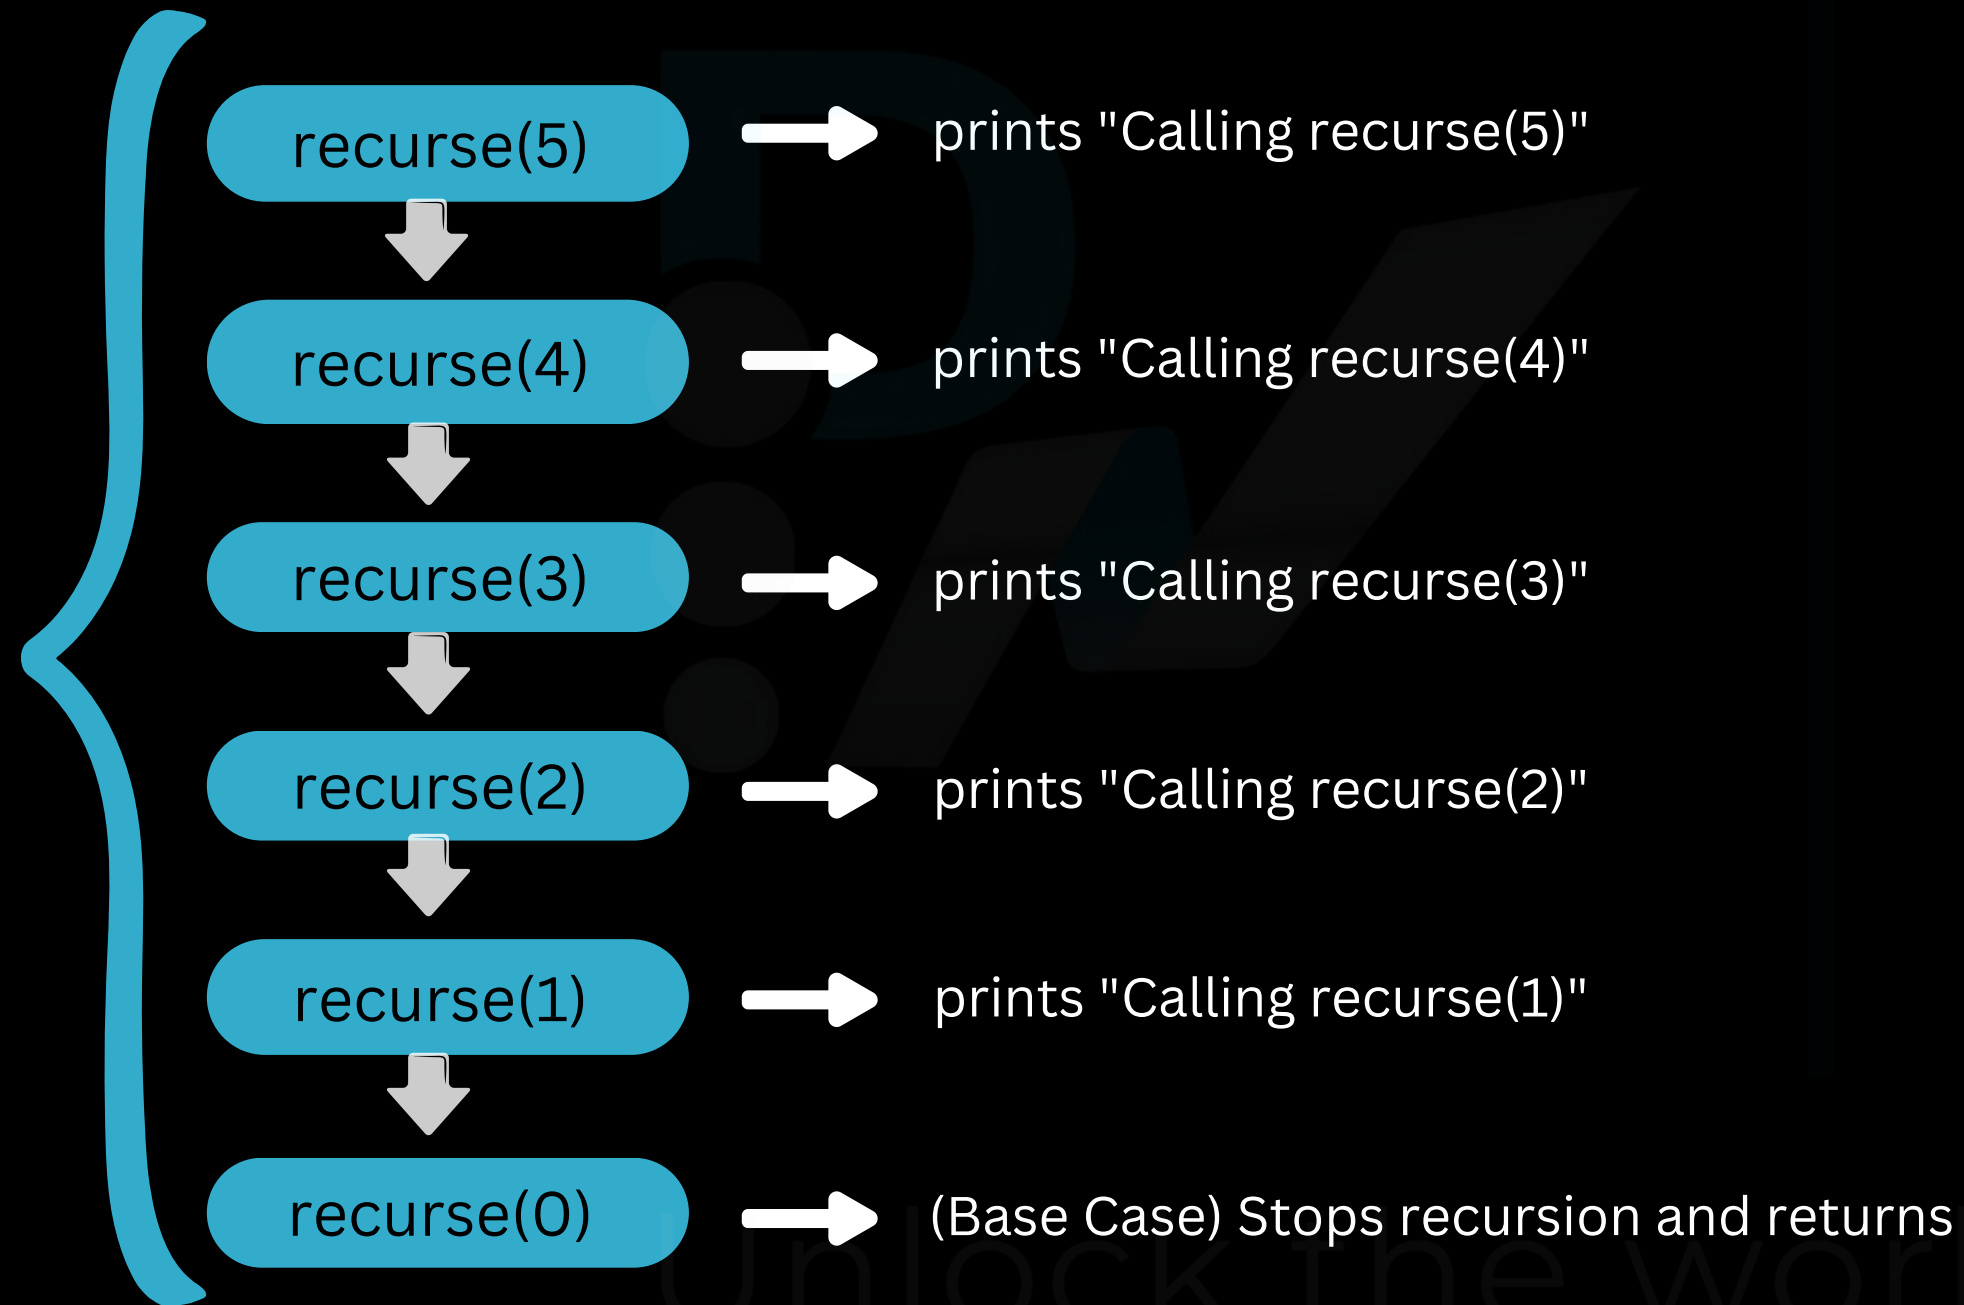 recurse(5)
prints "Calling recurse(5)"
recurse(4)
prints "Calling recurse(4)"
recurse(3)
prints "Calling recurse(3)"
recurse(2)
prints "Calling recurse(2)"
recurse(1)
prints "Calling recurse(1)"
recurse(0)
(Base Case) Stops recursion and returns
Unlock the